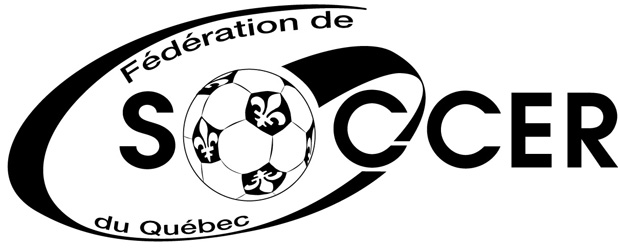 Fédération de
SOCCER
du Québec